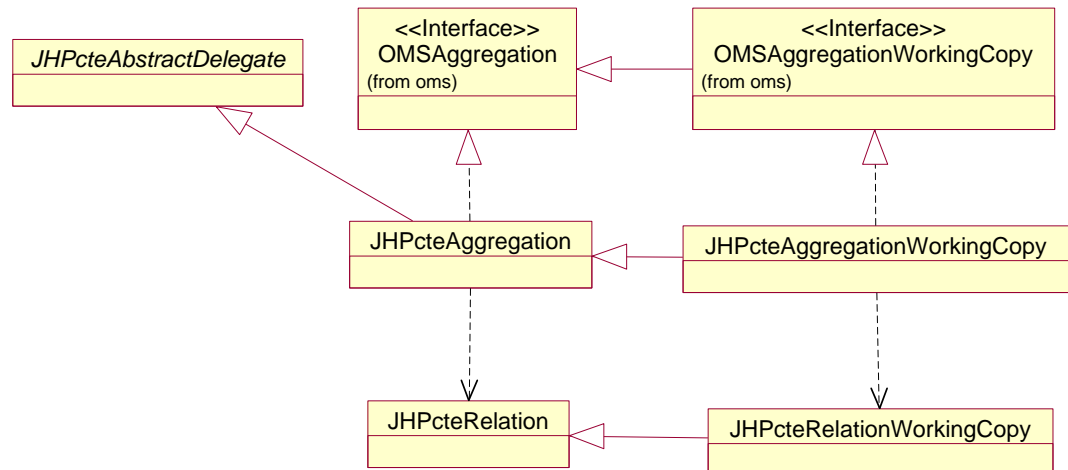 <<Interface>>
OMSAggregation
(from oms)
<<Interface>>
OMSAggregationWorkingCopy
(from oms)
JHPcteAbstractDelegate
JHPcteAggregation
JHPcteAggregationWorkingCopy
JHPcteRelation
JHPcteRelationWorkingCopy